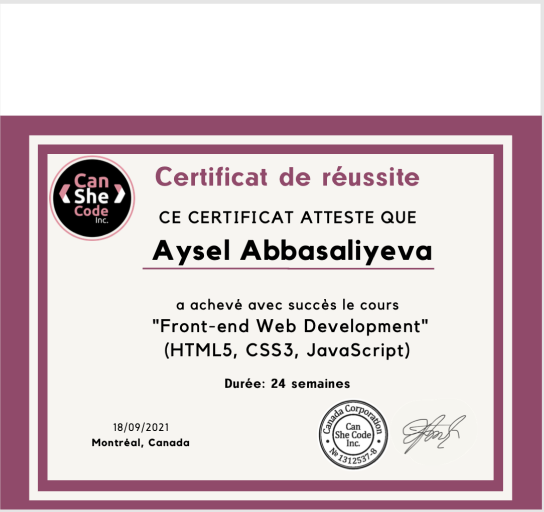 Can
She
Code
Inc.
Certificat de réussite
CE CERTIFICAT ATTESTE QUE
Aysel Abbasaliyeva
a achevé avec succès le cours
"Front-end Web Development"
(HTML5, CSS3, JavaScript)
Durée: 24 semaines
18/09/2021
Montréal, Canada
Canada Corporation
Can
She Code
Inc.
№ 1312537-8